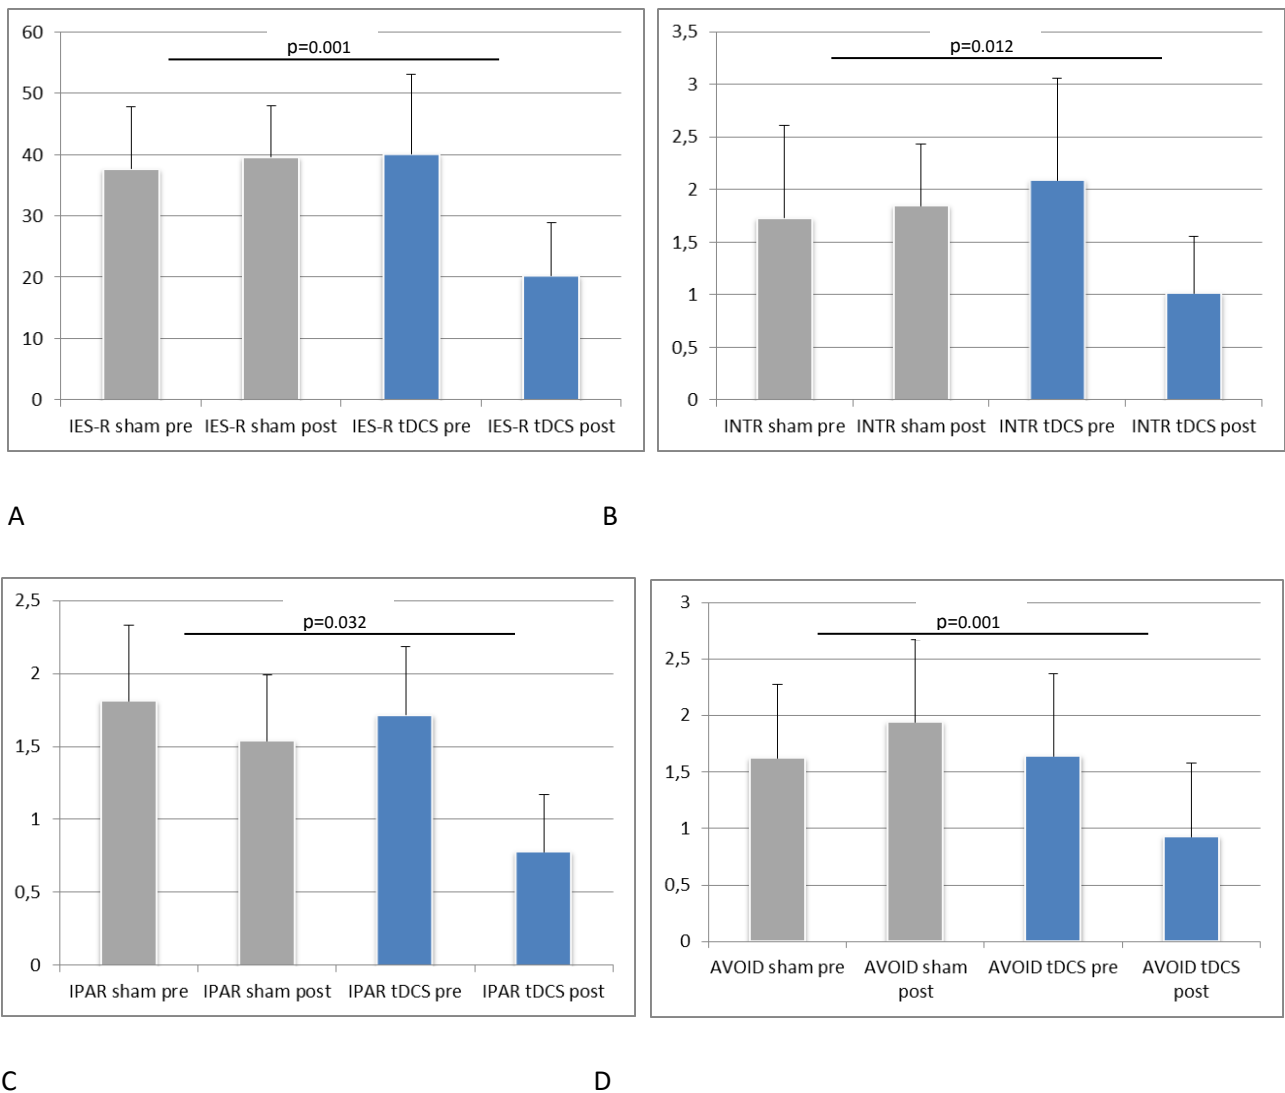 60
p=0.001
50
40
30
20
10
0
IES-R sham pre IES-R sham post IES-R tDCS pre IES-R tDCS post
3,5
p=0.012
3
2,5
2
1,5
1
0,5
0
INTR sham pre INTR sham post INTR tDCS pre INTR tDCS post
A
B
2,5
p=0.032
2
1,5
1
0,5
0
IPAR sham pre IPAR sham post IPAR tDCS pre IPAR tDCS post
3
p=0.001
2,5
2
1,5
1
0,5
0
AVOID sham pre AVOID sham AVOID tDCS pre AVOID tDCS
post post
C
D